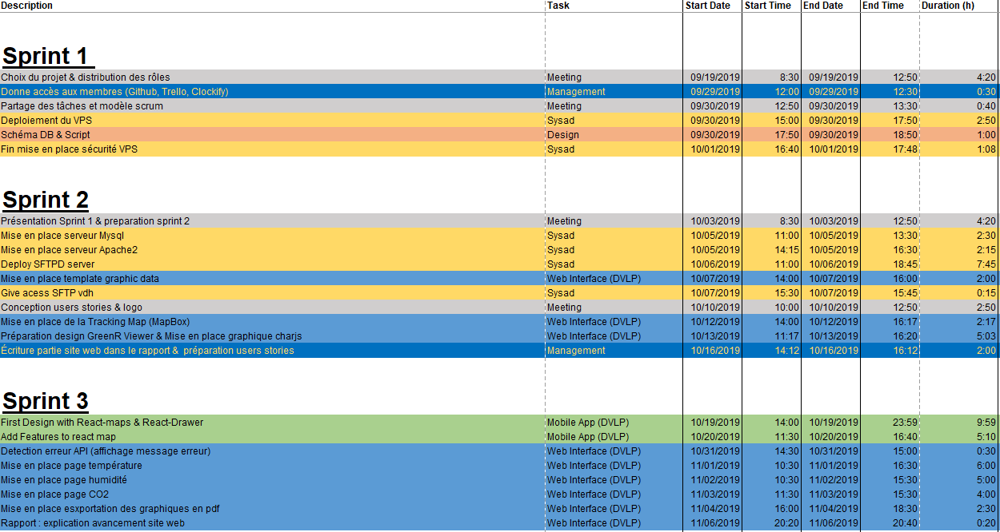 Description Task Start Date Start Time End Date End Time Duration (h)
Sprint 1
Choix du projet & distribution des rôles Meeting 09/19/2019 8:30 09/19/2019 12:50 4:20
Donne accès aux membres (Github, Trello, Clockify) Management 09/29/2019 12:00 09/29/2019 12:30 0:30
Partage des tâches et modèle scrum Meeting 09/30/2019 12:50 09/30/2019 13:30 0:40
Deploiement du VPS Sysad 09/30/2019 15:00 09/30/2019 17:50 2:50
Schéma DB & Script Design 09/30/2019 17:50 09/30/2019 18:50 1:00
Fin mise en place sécurité VPS Sysad 10/01/2019 16:40 10/01/2019 17:48 1:08
Sprint 2
Présentation Sprint 1 & preparation sprint 2 Meeting 10/03/2019 8:30 10/03/2019 12:50 4:20
Mise en place serveur Mysql Sysad 10/05/2019 11:00 10/05/2019 13:30 2:30
Mise en place serveur Apache2 Sysad 10/05/2019 14:15 10/05/2019 16:30 2:15
Deploy SFTPD server Sysad 10/06/2019 11:00 10/06/2019 18:45 7:45
Mise en place template graphic data Web Interface (DVLP) 10/07/2019 14:00 10/07/2019 16:00 2:00
Give acess SFTP vdh Sysad 10/07/2019 15:30 10/07/2019 15:45 0:15
Conception users stories & logo Meeting 10/10/2019 10:00 10/10/2019 12:50 2:50
Mise en place de la Tracking Map (MapBox) Web Interface (DVLP) 10/12/2019 14:00 10/12/2019 16:17 2:17
Préparation design GreenR Viewer & Mise en place graphique charjs Web Interface (DVLP) 10/13/2019 11:17 10/13/2019 16:20 5:03
Écriture partie site web dans le rapport & préparation users stories Management 10/16/2019 14:12 10/16/2019 16:12 2:00
Sprint 3
First Design with React-maps & React-Drawer Mobile App (DVLP) 10/19/2019 14:00 10/19/2019 23:59 9:59
Add Features to react map Mobile App (DVLP) 10/20/2019 11:30 10/20/2019 16:40 5:10
Detection erreur API (affichage message erreur) Web Interface (DVLP) 10/31/2019 14:30 10/31/2019 15:00 0:30
Mise en place page température Web Interface (DVLP) 11/01/2019 10:30 11/01/2019 16:30 6:00
Mise en place page humidité Web Interface (DVLP) 11/02/2019 10:30 11/02/2019 15:30 5:00
Mise en place page CO2 Web Interface (DVLP) 11/03/2019 11:30 11/03/2019 15:30 4:00
Mise en place esxportation des graphiques en pdf Web Interface (DVLP) 11/04/2019 16:00 11/04/2019 18:30 2:30
Rapport : explication avancement site web Web Interface (DVLP) 11/06/2019 20:20 11/06/2019 20:40 0:20